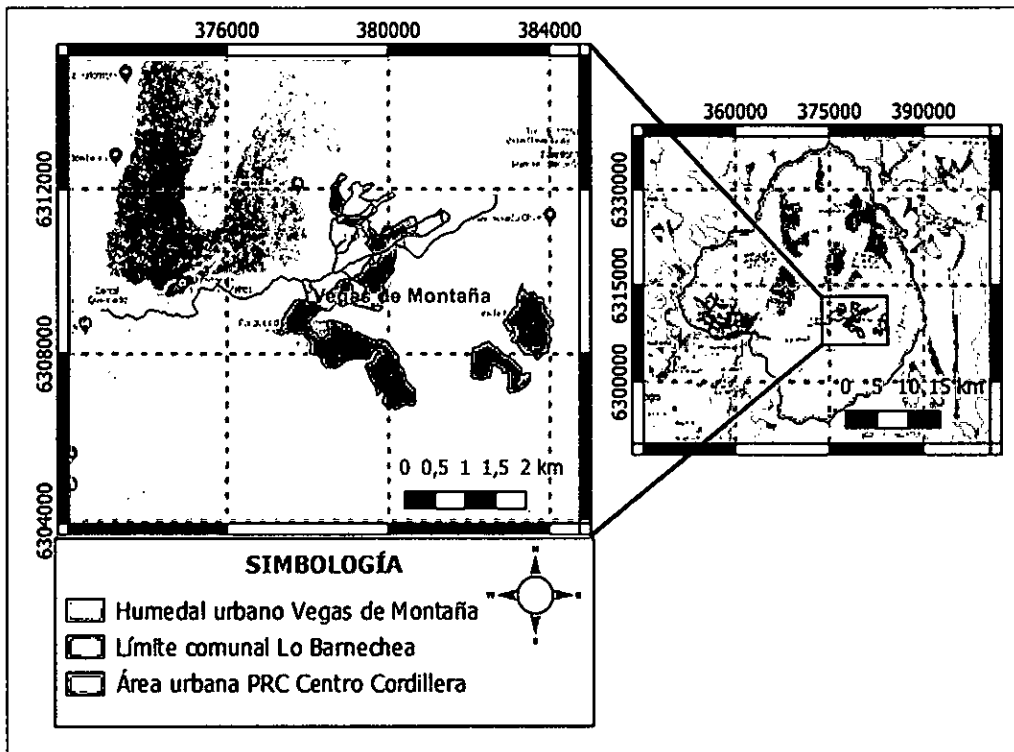 376000 380000 384000
6312000
6308000
6304000
Vegas de Montaña
0 0,5 1 1,5 2 km
360000 375000 390000
6330000
6315000
6300000
0 5 10 15 km
SIMBOLOGÍA
Humedal urbano Vegas de Montaña
Límite comunal Lo Barnechea
Área urbana PRC Centro Cordillera